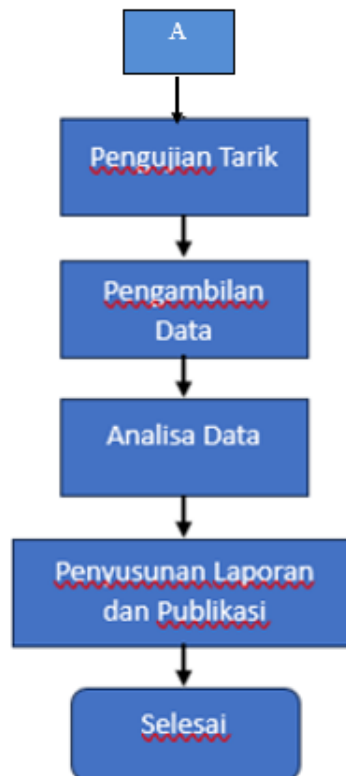 A
Pengujian Tarik
Pengambilan
Data
Analisa Data
Penyusunan Laporan
dan Publikasi
Selesai